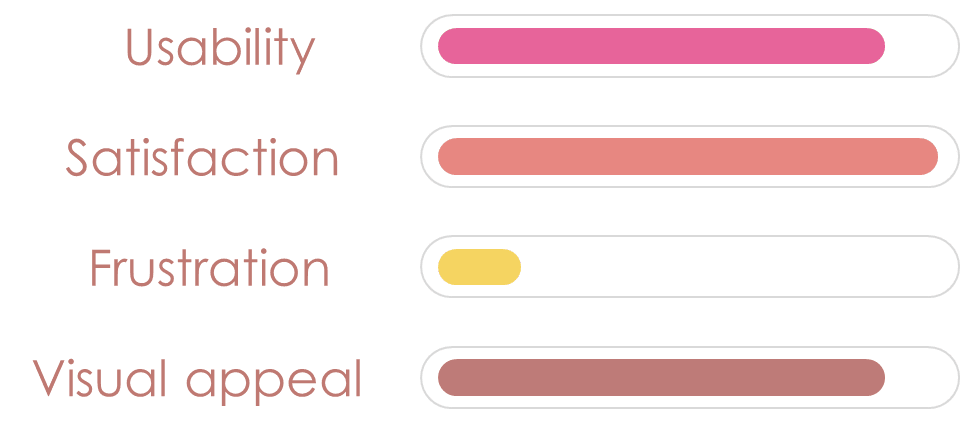 Usability
Satisfaction
Frustration
Visual appeal